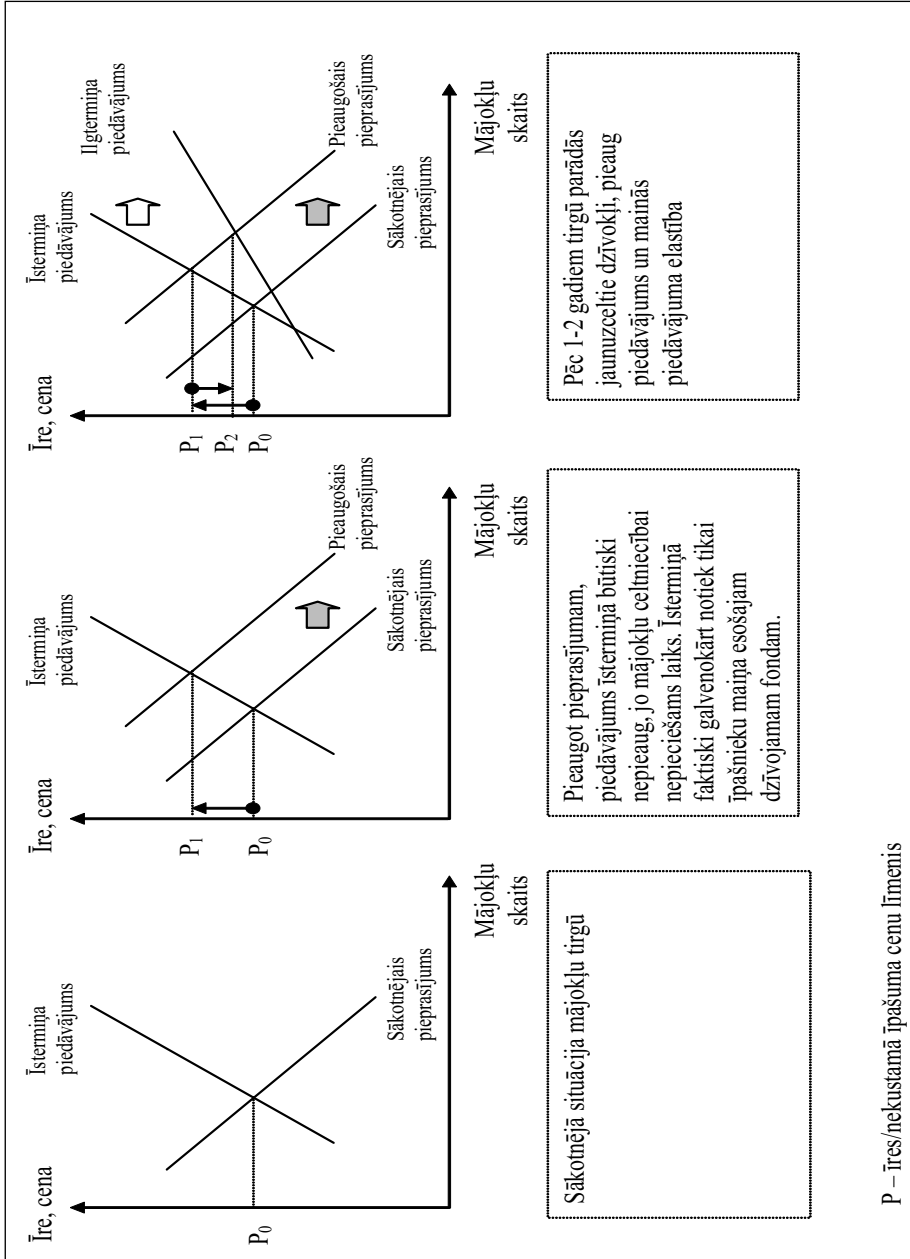 Īre, cena
Īstermiņa
piedāvājums
P0
Sākotnējais
pieprasījums
Mājokļu
skaits
Sākotnējā situācija mājokļu tirgū
Īre, cena
Īstermiņa
piedāvājums
P1
P0
Pieaugošais
pieprasījums
Sākotnējais
pieprasījums
Mājokļu
skaits
Pieaugot pieprasījumam,
piedāvājums īstermiņā būtiski
nepieaug, jo mājokļu celtniecībai
nepieciešams laiks. Īstermiņā
faktiski galvenokārt notiek tikai
īpašnieku maiņa esošajam
dzīvojamam fondam.
Īre, cena
Īstermiņa
piedāvājums
Ilgtermiņa
piedāvājums
P1
P2
P0
Pieaugošais
pieprasījums
Sākotnējais
pieprasījums
Mājokļu
skaits
Pēc 1-2 gadiem tirgū parādās
jaunuzceltie dzīvokļi, pieaug
piedāvājums un mainās
piedāvājuma elastība
P – īres/nekustamā īpašuma cenu līmenis